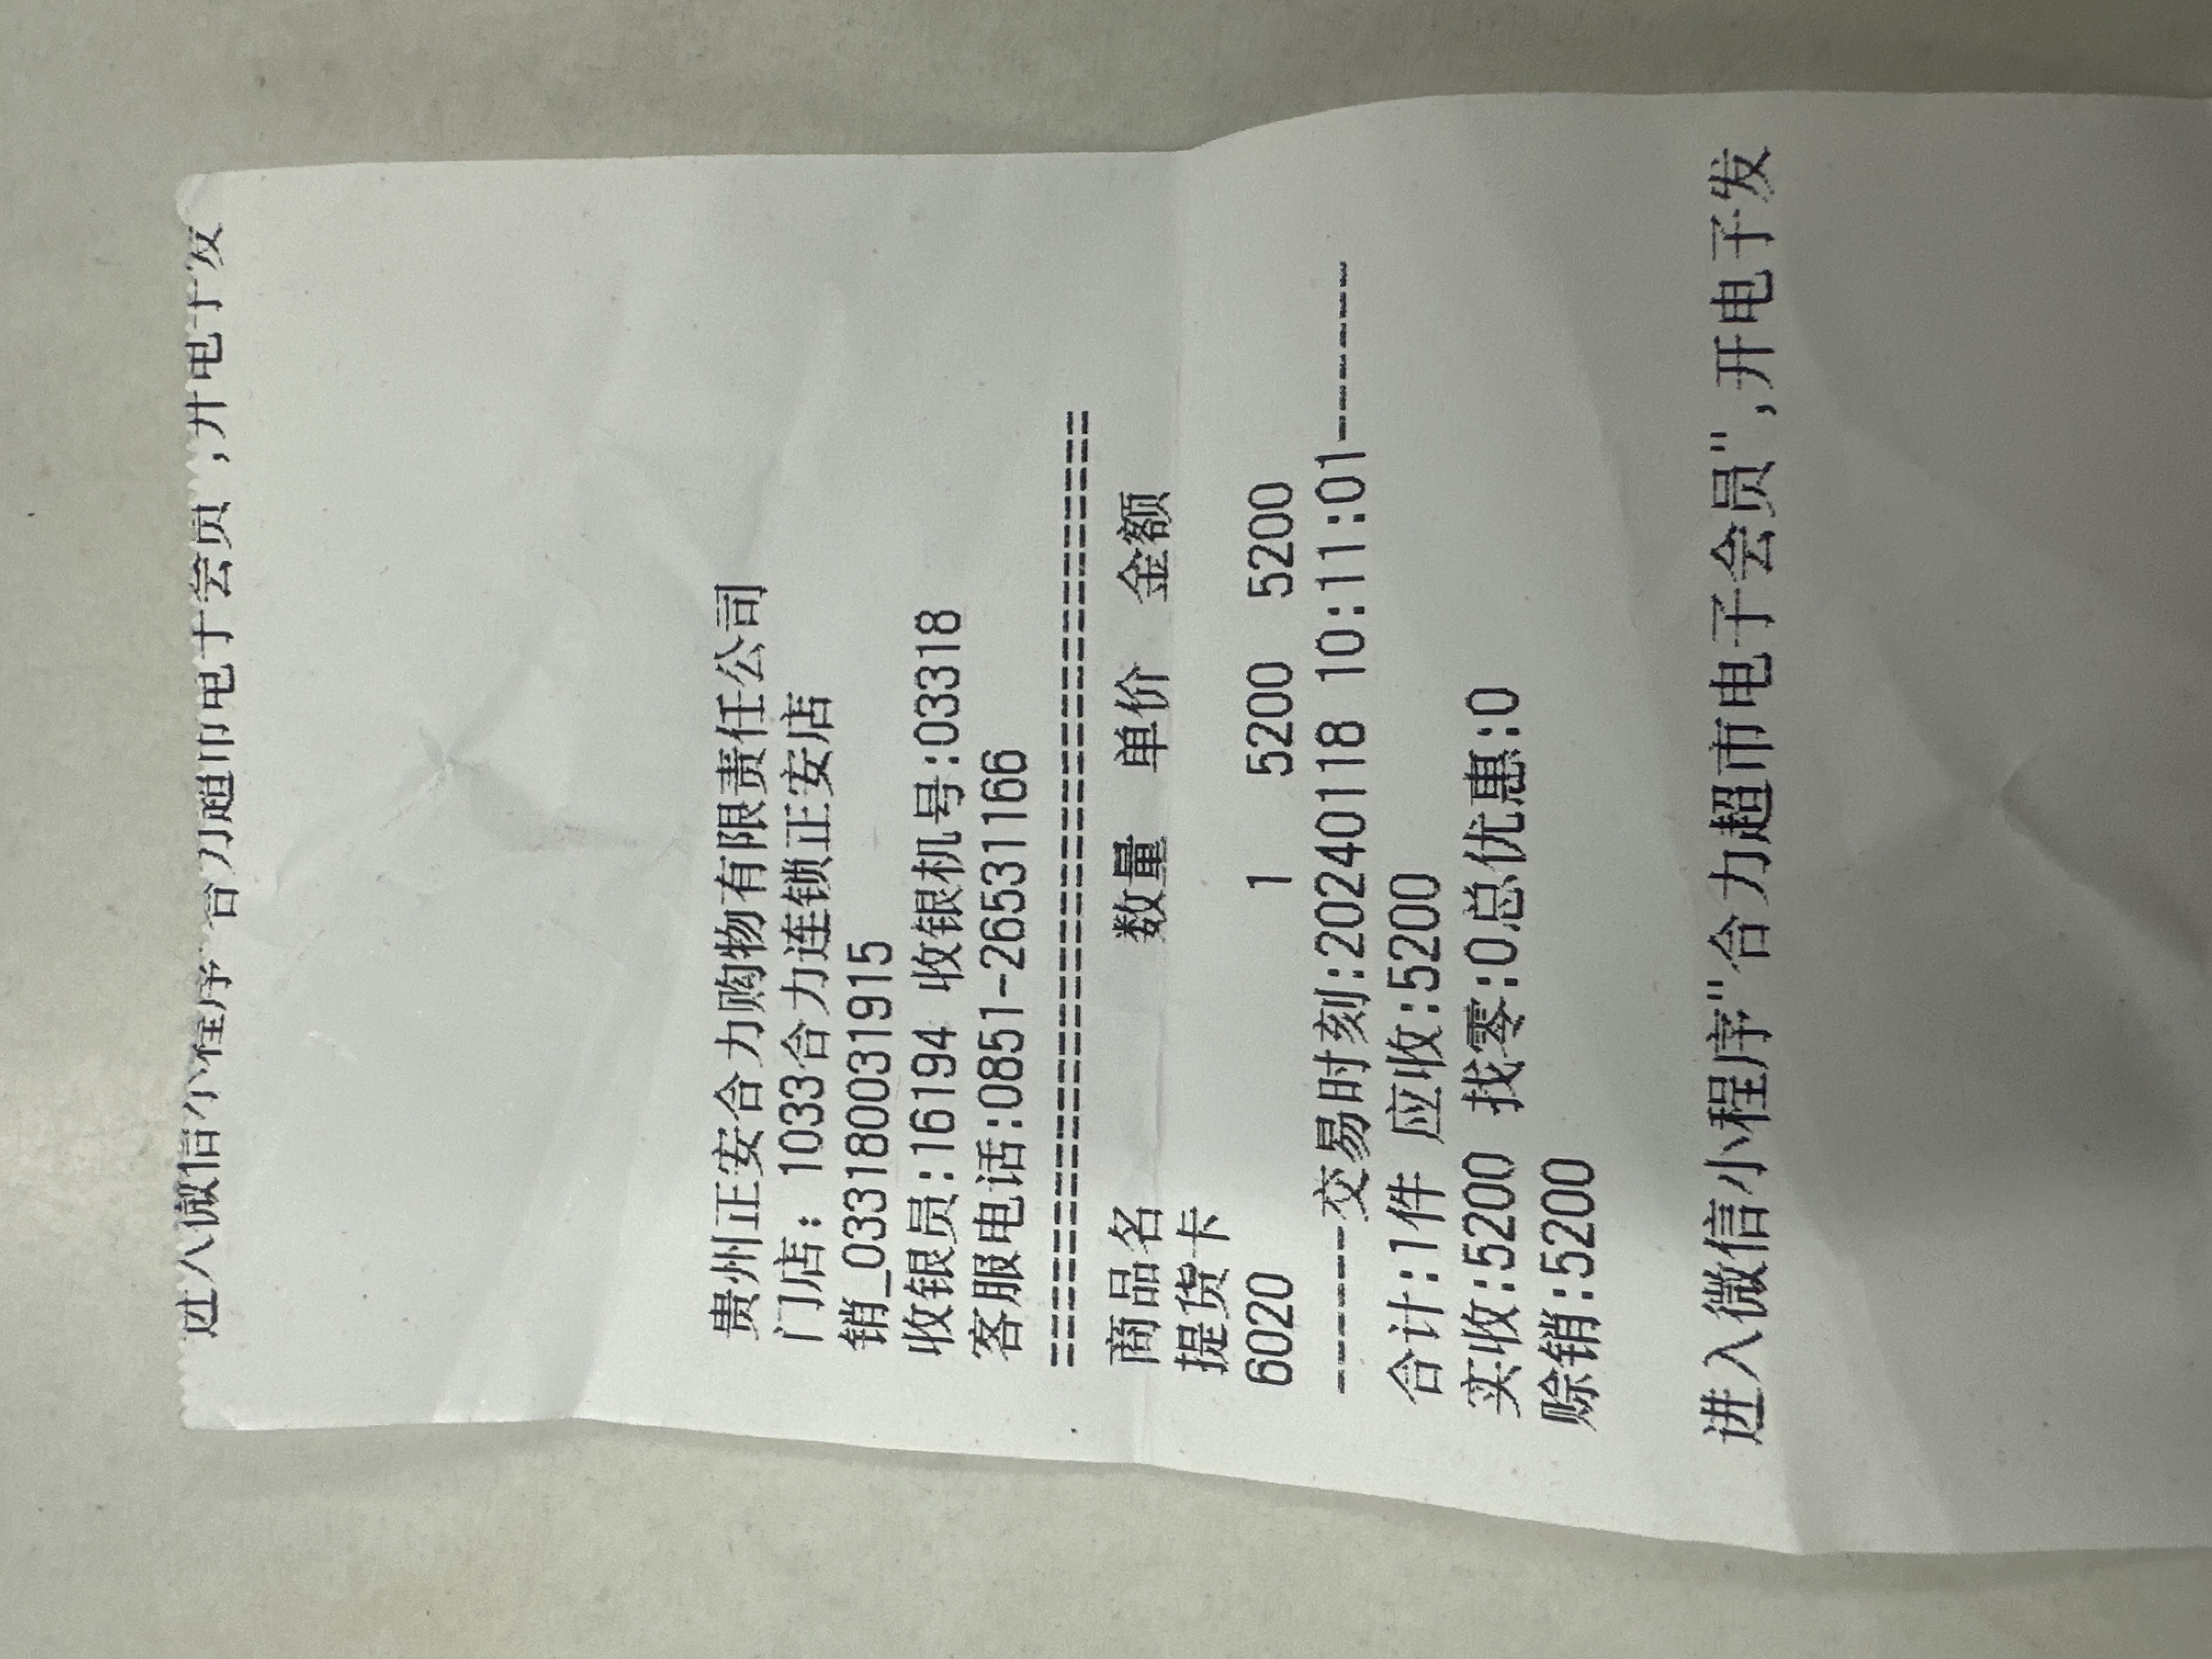 进入微信小程序"合力超市电子会员",开电子发
贵州正安合力购物有限责任公司
门店: 1033合力连锁正安店
销_033180031915
收银员:16194 收银机号:03318
客服电话:0851-26531166
==========================================
商品名 数量 单价 金额
提货卡
6020 1 5200 5200
------交易时刻:20240118 10:11:01-------
合计:1件 应收:5200
实收:5200 找零:0总优惠:0
赊销:5200
进入微信小程序"合力超市电子会员",开电子发